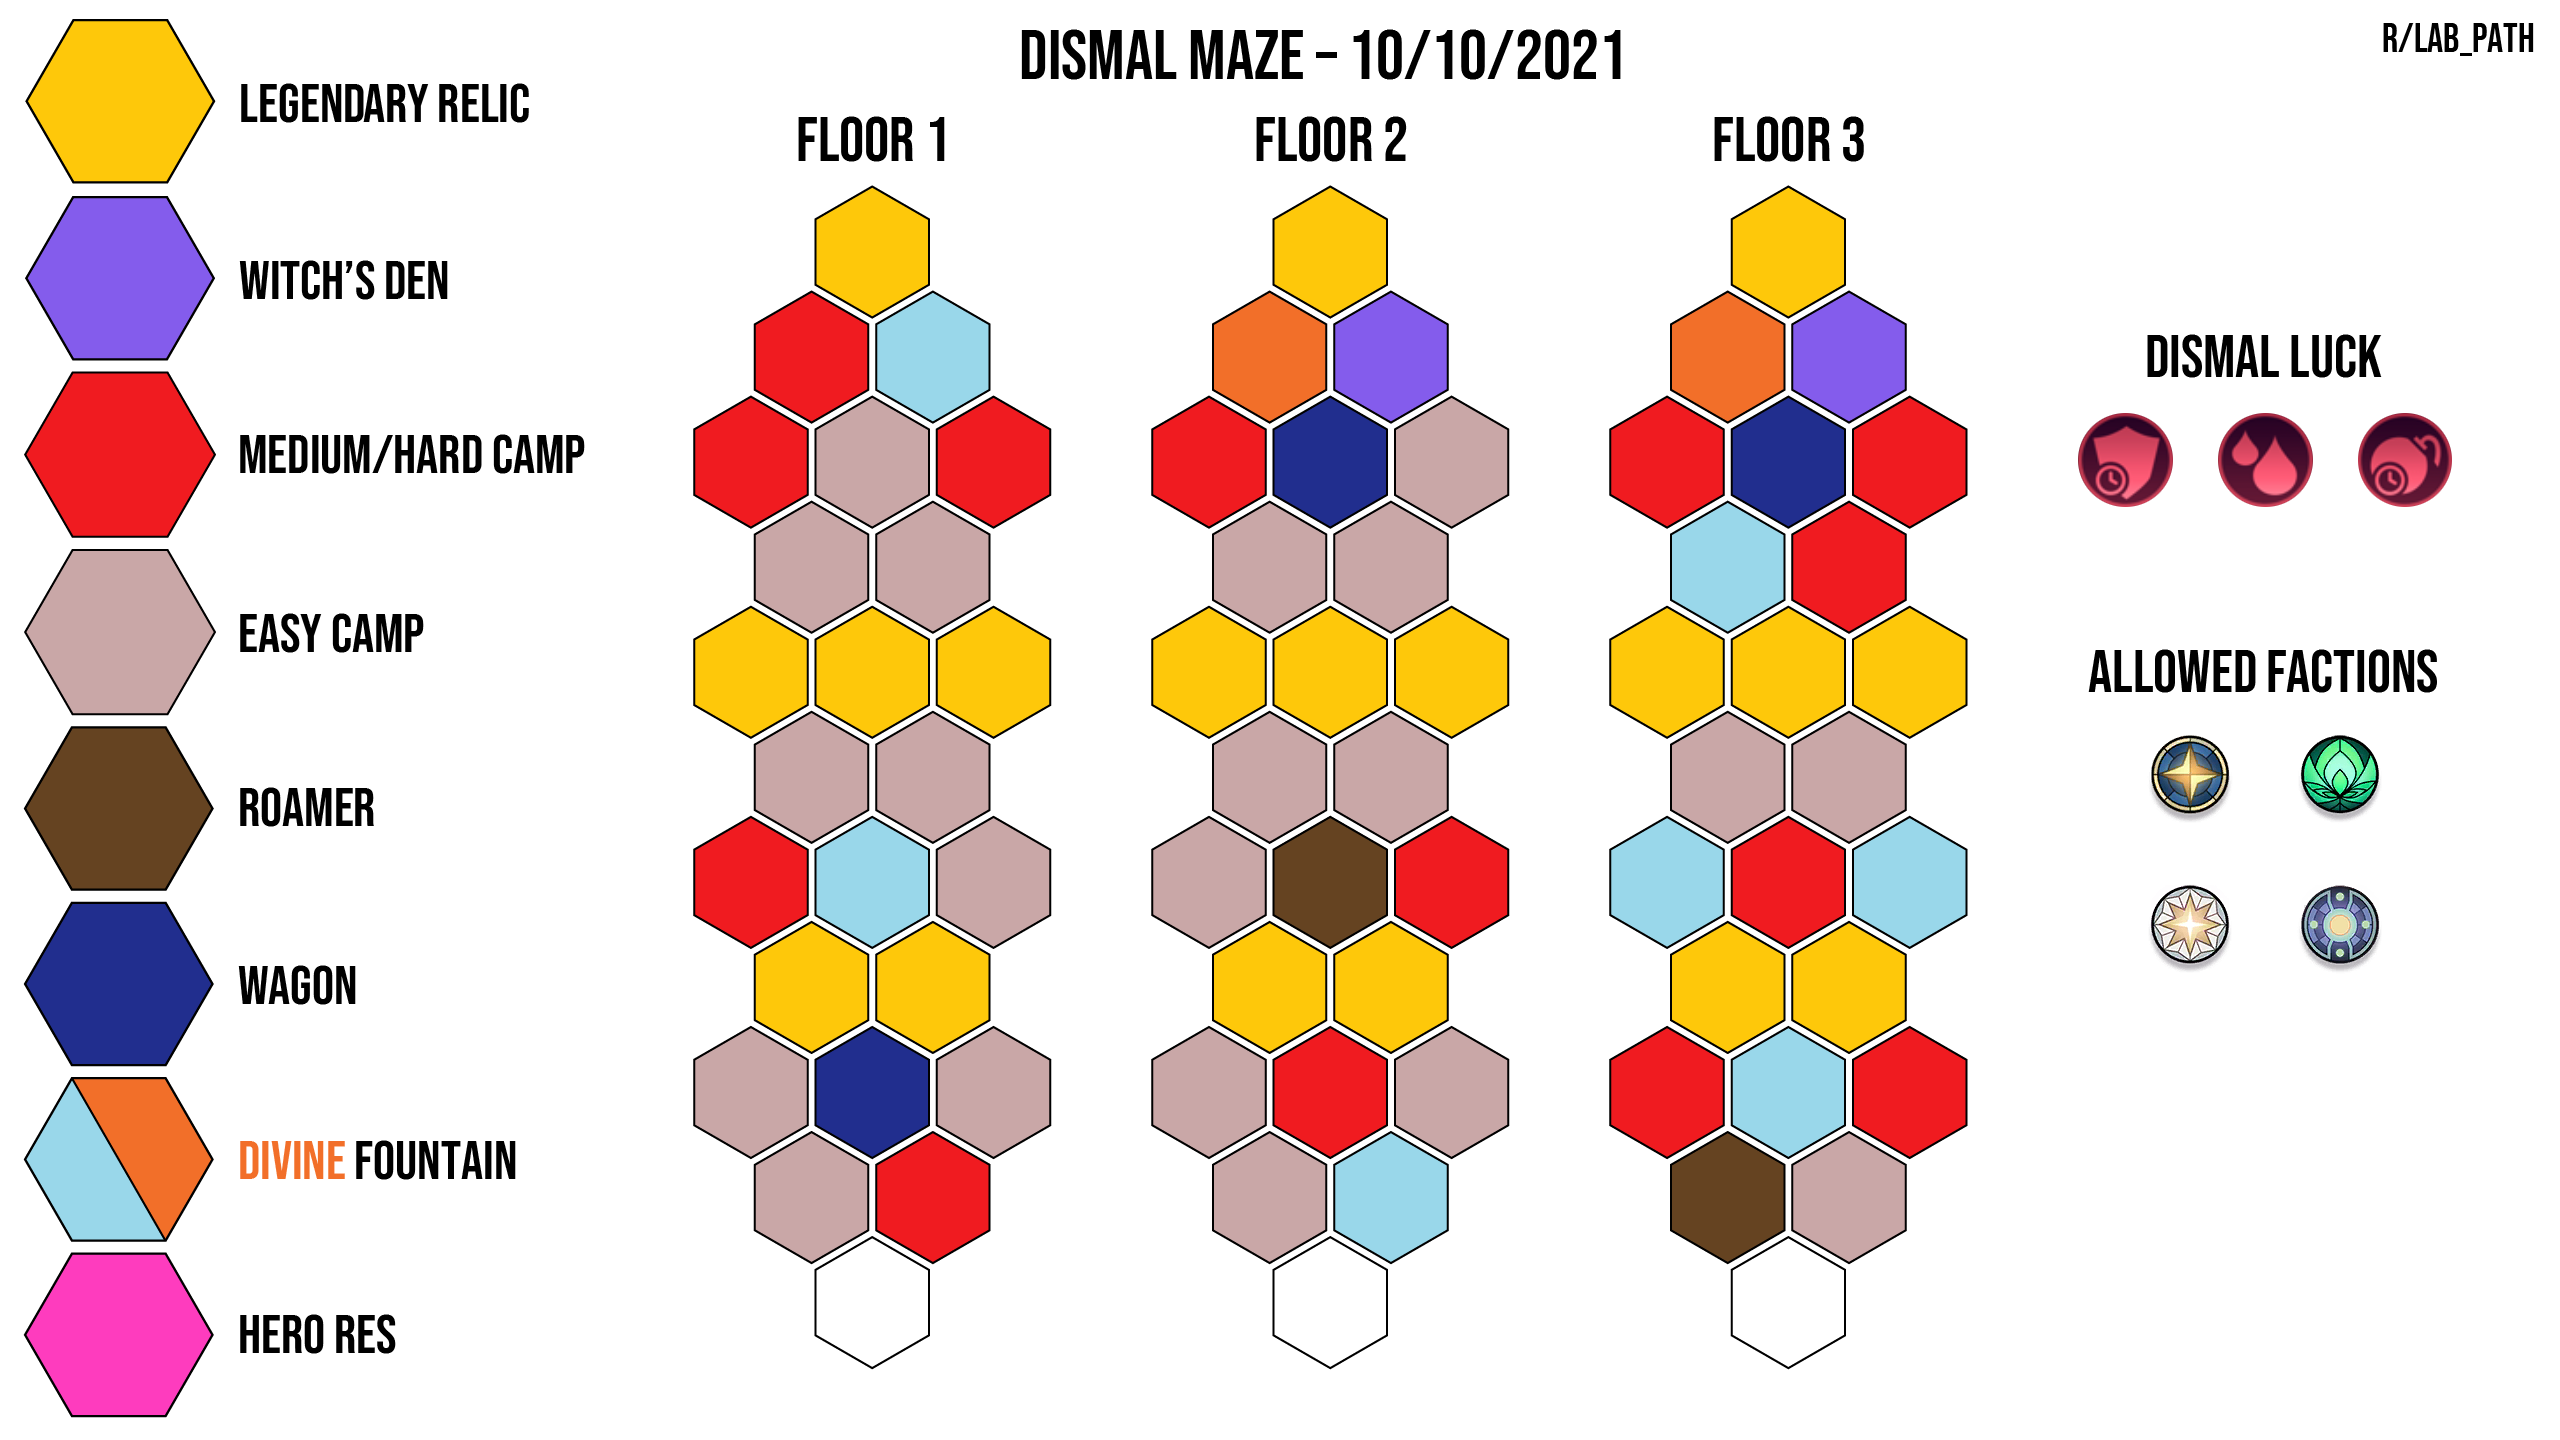 DISMAL MAZE – 10/10/2021
R/LAB_PATH
LEGENDARY RELIC
WITCH'S DEN
MEDIUM/HARD CAMP
EASY CAMP
ROAMER
WAGON
DIVINE FOUNTAIN
HERO RES
FLOOR 1
FLOOR 2
FLOOR 3
DISMAL LUCK
ALLOWED FACTIONS